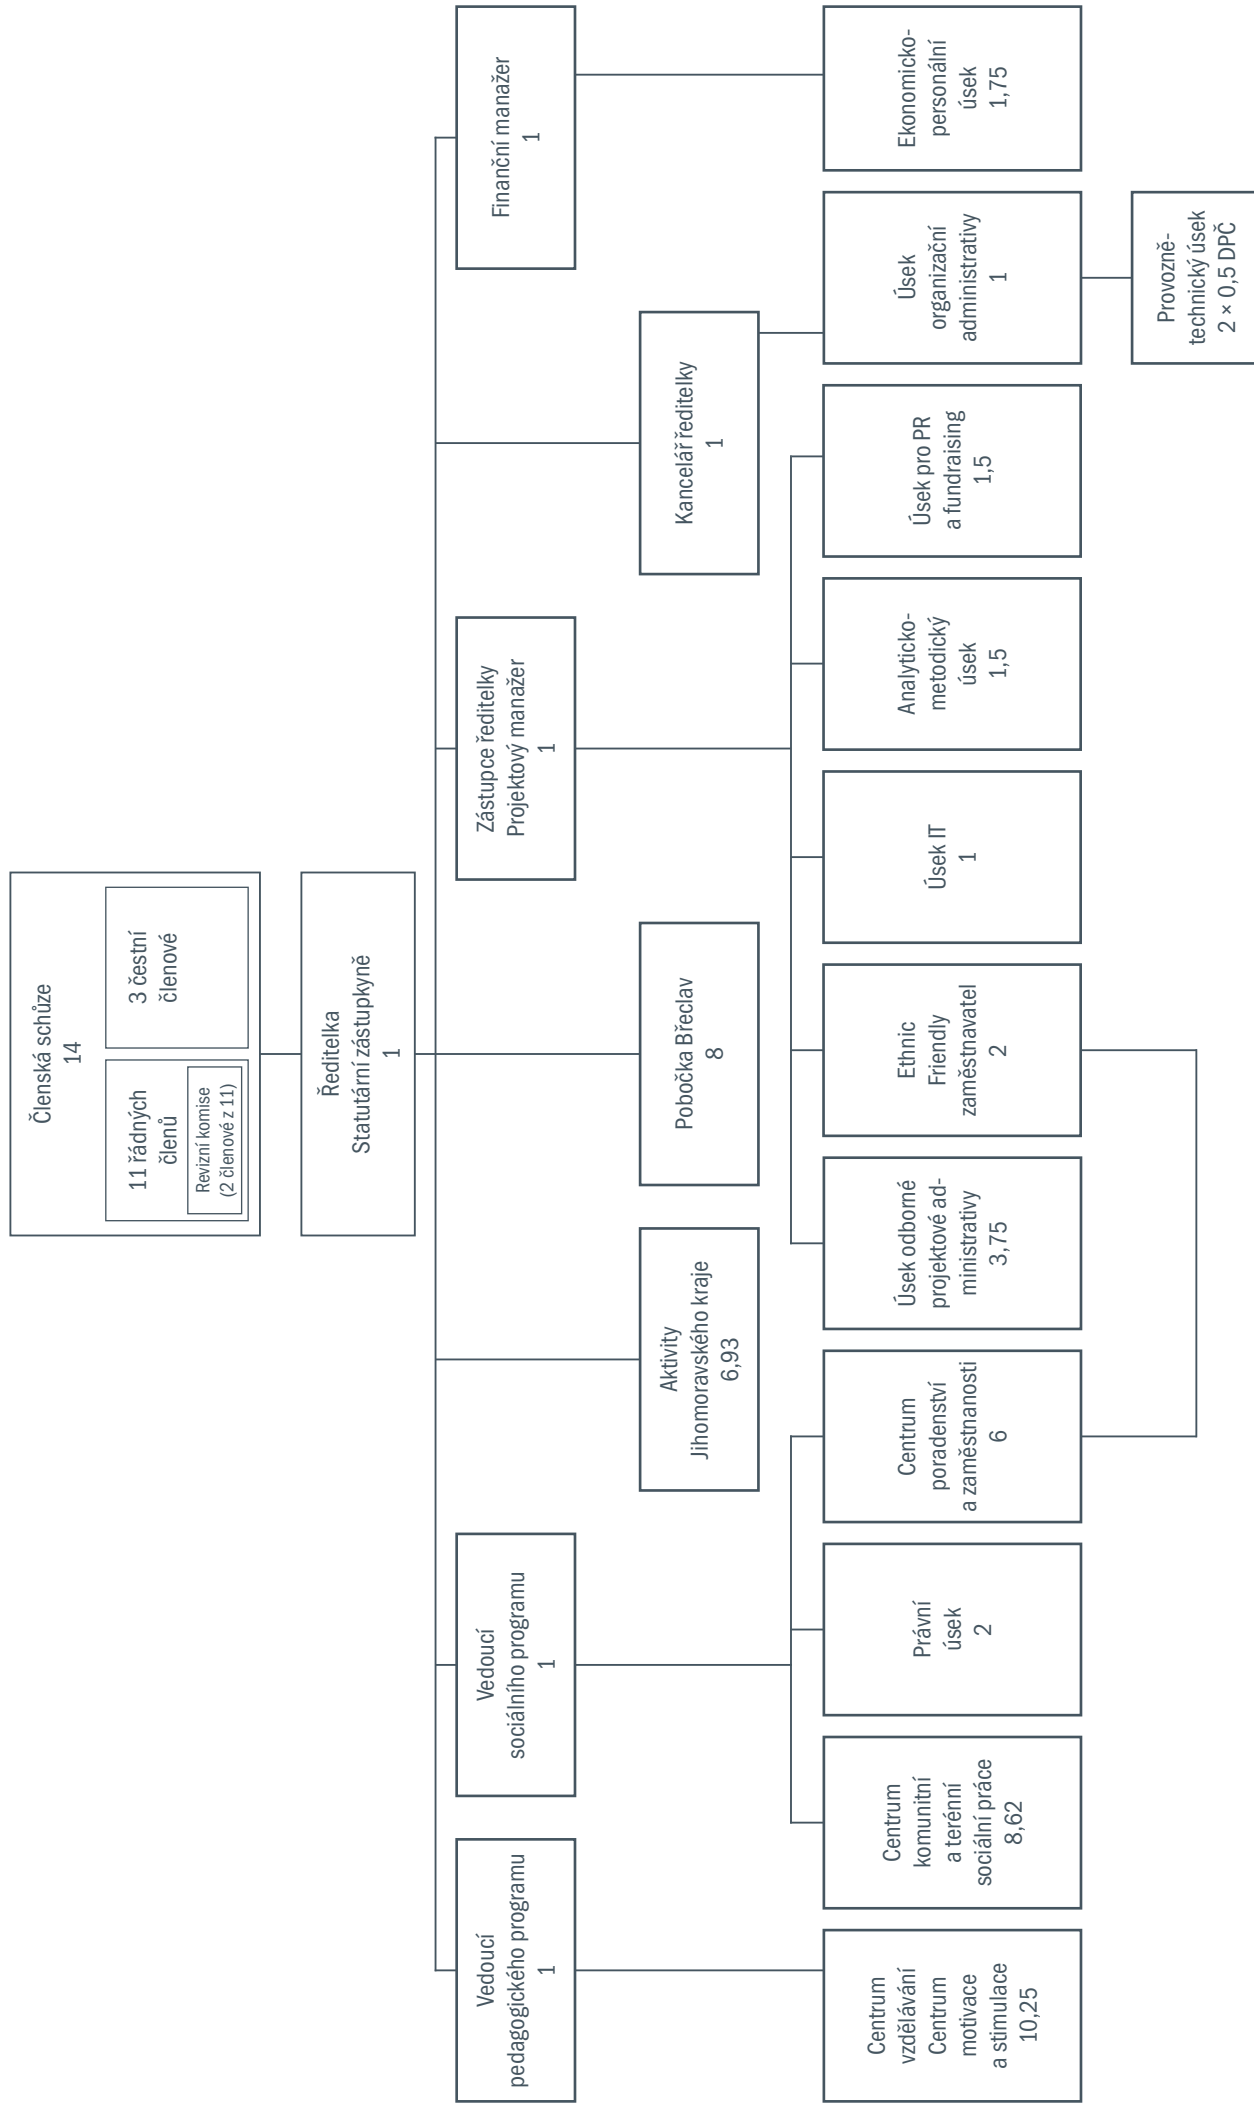 Členská schůze
14
11 řádných
členů
Revizní komise
(2 členové z 11)
3 čestní
členové
Ředitelka
Statutární zástupkyně
1
Vedoucí
pedagogického programu
1
Vedoucí
sociálního programu
1
Zástupce ředitelky
Projektový manažer
1
Finanční manažer
1
Aktivity
Jihomoravského kraje
6,93
Pobočka Břeclav
8
Kancelář ředitelky
1
Centrum
vzdělávání
Centrum
motivace
a stimulace
10,25
Centrum
komunitní
a terénní
sociální práce
8,62
Právní
úsek
2
Centrum
poradenství
a zaměstnanosti
6
Úsek odborné
projektové ad-
ministrativy
3,75
Ethnic
Friendly
zaměstnavatel
2
Úsek IT
1
Analyticko-
metodický
úsek
1,5
Úsek pro PR
a fundraising
1,5
Úsek
organizační
administrativy
1
Ekonomicko-
personální
úsek
1,75
Provozně-
technický úsek
2 × 0,5 DPČ